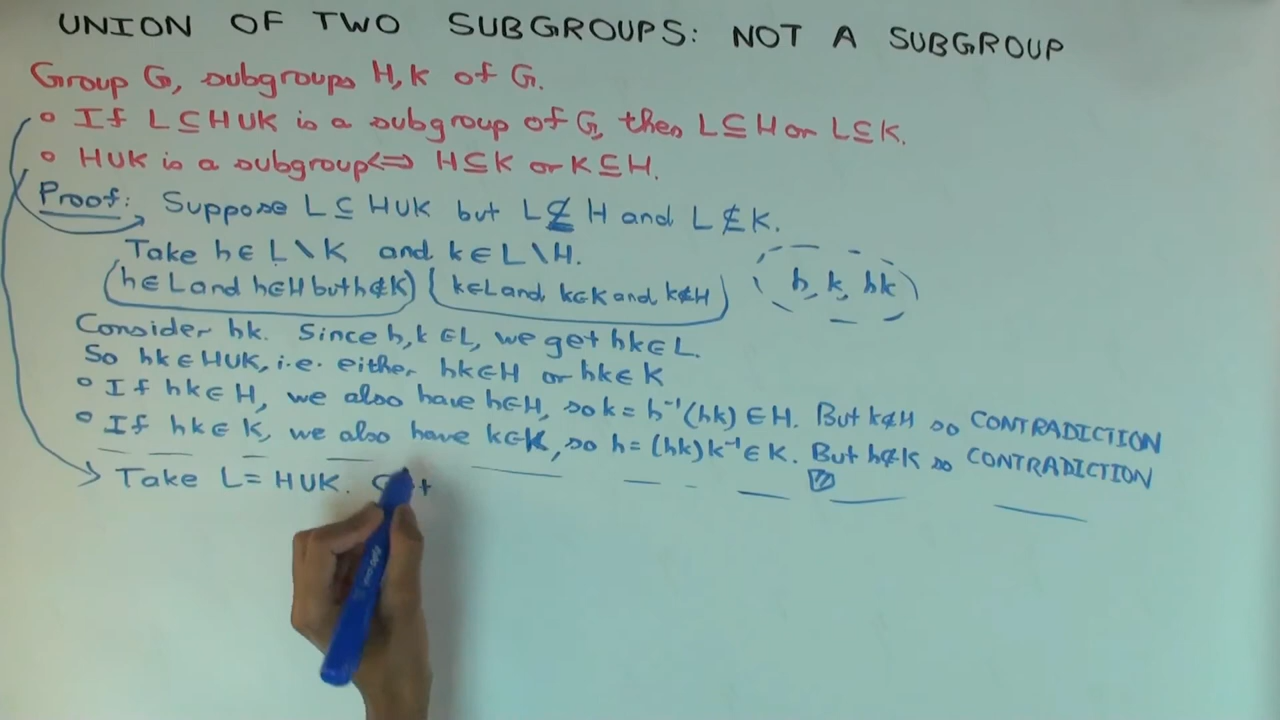 UNION OF TWO SUBGROUPS: NOT A SUBGROUP
Group G, subgroups H, K of G.
• If L ⊆ H∪K is a subgroup of G, then L⊆H or L⊆K.
• H∪K is a subgroup ⟺ H⊆K or K⊆H.
Proof: Suppose L ⊆ H∪K but L⊈H and L⊈K.
Take h∈L\K and k∈L\H.
(h∈L and h∈H but h∉K) (k∈L and k∈K and k∉H)
h, k, hk
Consider hk. Since h,k∈L, we get hk∈L.
So hk∈H∪K, i.e. either hk∈H or hk∈K
• If hk∈H, we also have h∈H, so k=h⁻¹(hk)∈H. But k∉H so CONTRADICTION
• If hk∈K, we also have k∈K, so h=(hk)k⁻¹∈K. But h∉K so CONTRADICTION
Take L=H∪K.